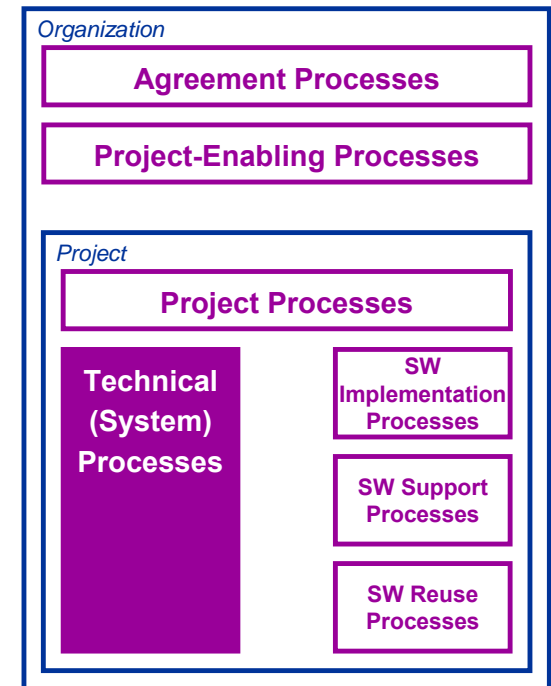 Organization
Agreement Processes
Project-Enabling Processes
Project
Project Processes
Technical
(System)
Processes
SW
Implementation
Processes
SW Support
Processes
SW Reuse
Processes